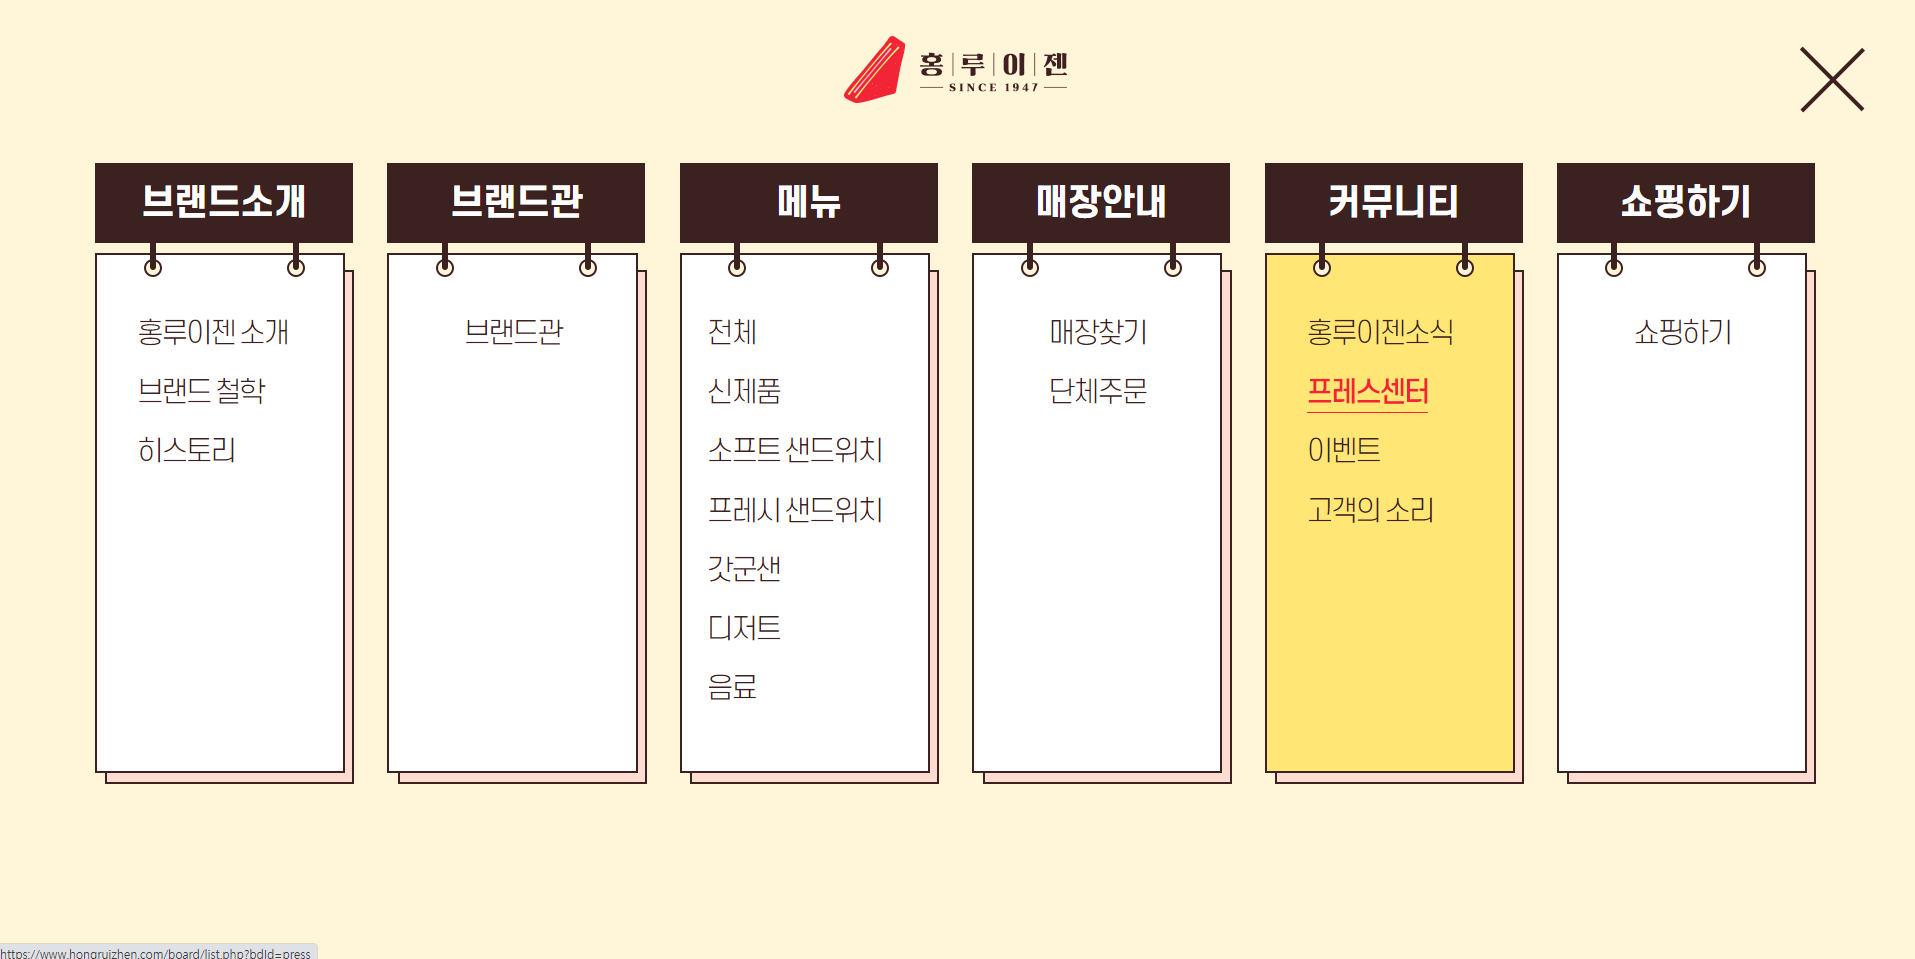 홍루이젠
SINCE 1947
브랜드소개
홍루이젠 소개
브랜드 철학
히스토리
브랜드관
브랜드관
메뉴
전체
신제품
소프트 샌드위치
프레시 샌드위치
갓군샌
디저트
음료
매장안내
매장찾기
단체주문
커뮤니티
홍루이젠소식
프레스센터
이벤트
고객의 소리
쇼핑하기
쇼핑하기
https://www.hongruizhen.com/board/list.php?bdId=press